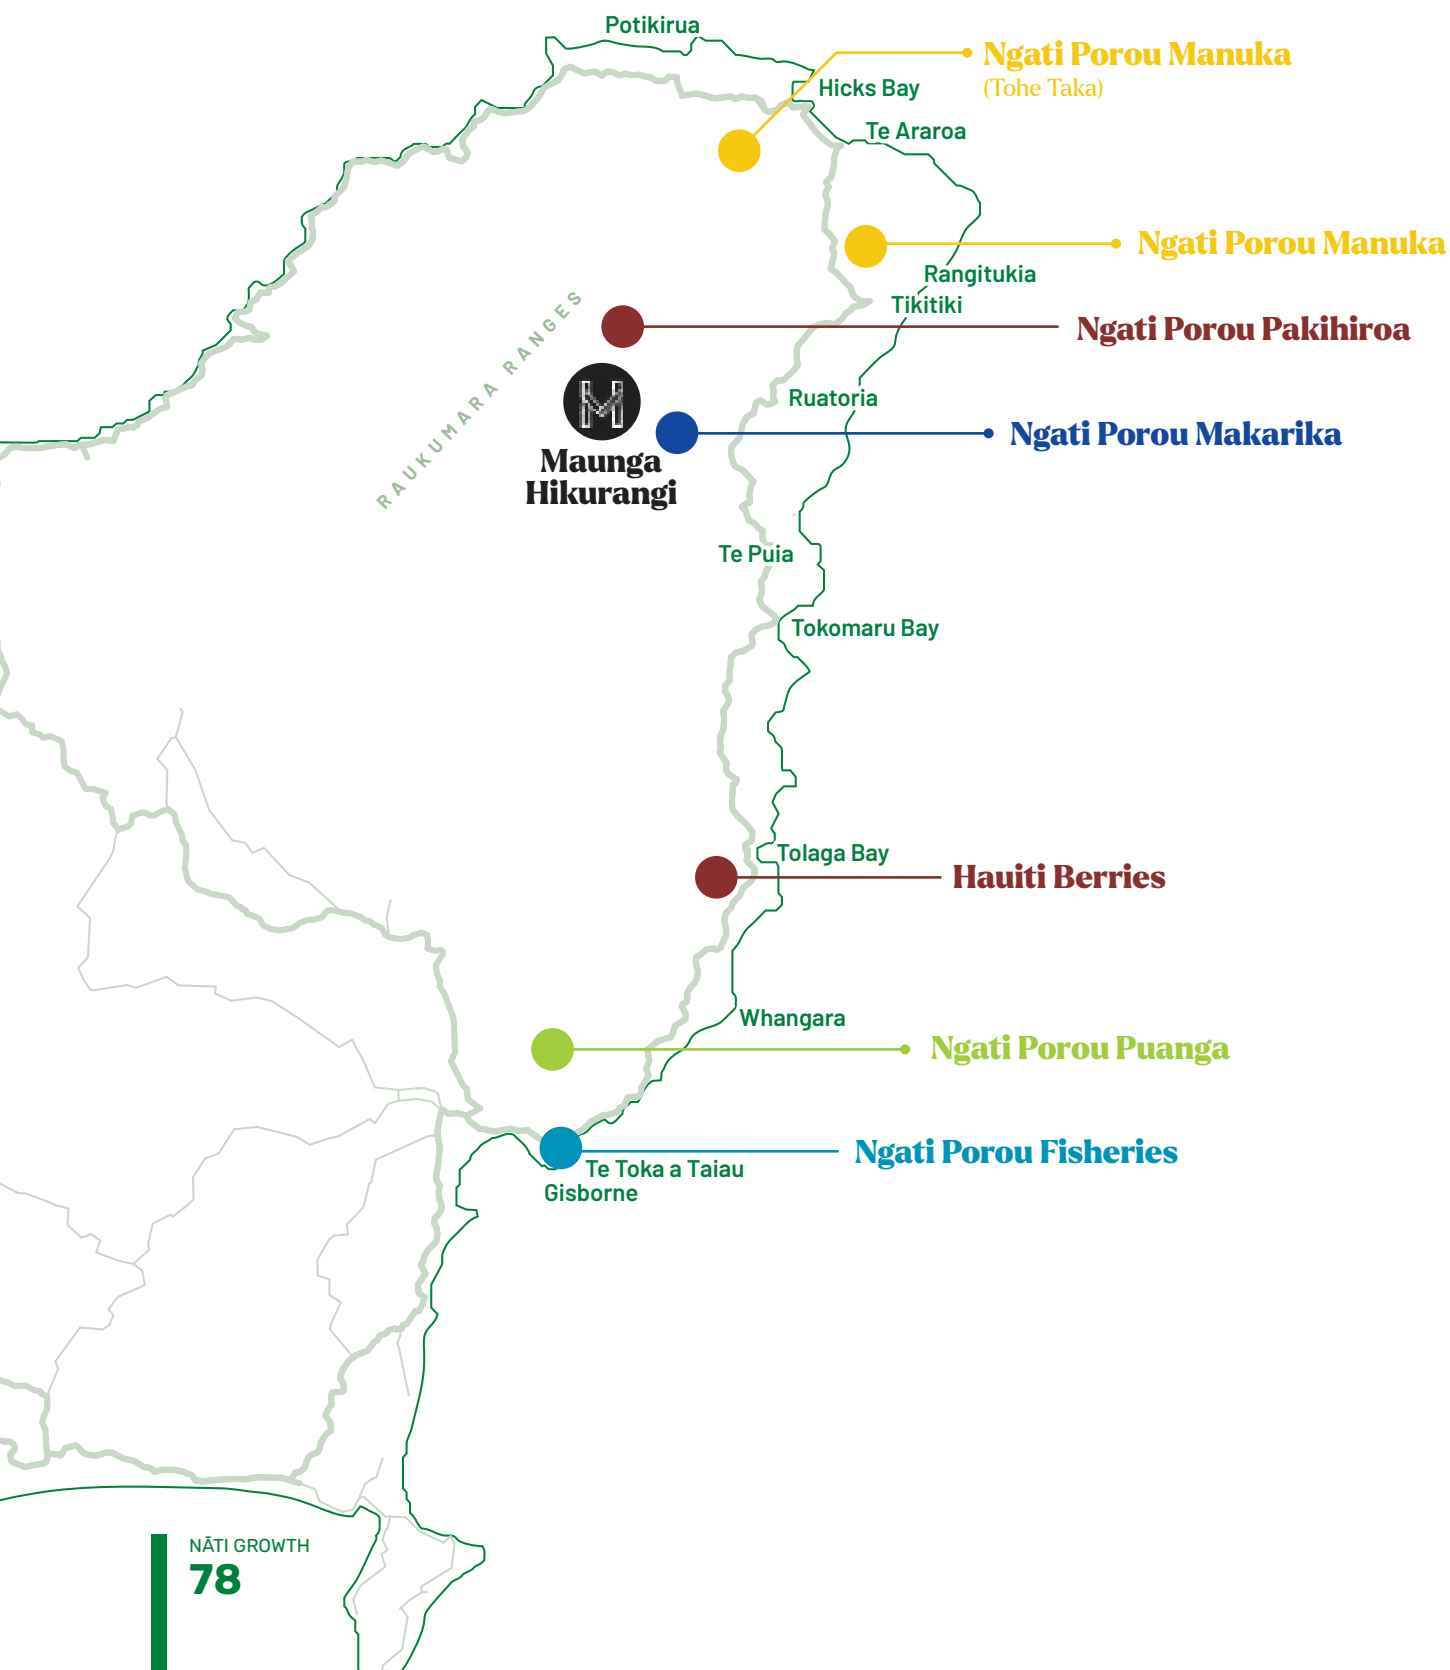 Potikirua
Ngati Porou Manuka
(Tohe Taka)
Hicks Bay
Te Araroa
Ngati Porou Manuka
Rangitukia
Tikitiki
RAUKUMARA RANGES
Ngati Porou Pakihiroa
Ruatoria
Ngati Porou Makarika
Maunga
Hikurangi
Te Puia
Tokomaru Bay
Tolaga Bay
Hauiti Berries
Whangara
Ngati Porou Puanga
Ngati Porou Fisheries
Te Toka a Taiau
Gisborne
NĀTI GROWTH
78